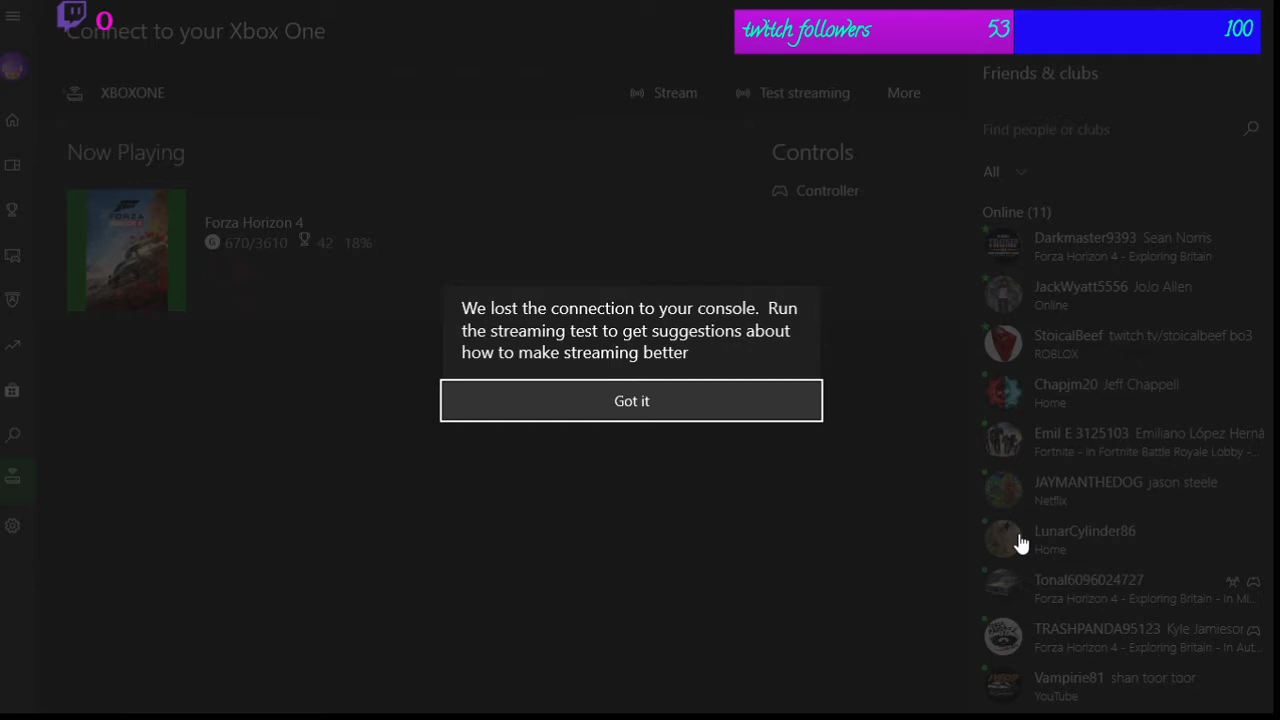 0
Connect to your Xbox One
twitch followers 53 100
XBOXONE
Stream
Test streaming
More
Now Playing
FORZA
HORIZON 4
Forza Horizon 4
G 670/3610 42 18%
Controls
Controller
We lost the connection to your console. Run
the streaming test to get suggestions about
how to make streaming better
Got it
Friends & clubs
Find people or clubs
All
Online (11)
Darkmaster9393 Sean Norris
Forza Horizon 4 - Exploring Britain
JackWyatt5556 JoJo Allen
Online
StoicalBeef twitch.tv/stoicalbeef bo3
ROBLOX
Chapjm20 Jeff Chappell
Home
Emil E 3125103 Emiliano López Herná
Fortnite - In Fortnite Battle Royale Lobby -...
JAYMANTHEDOG jason steele
Netflix
LunarCylinder86
Home
Tonal6096024727
Forza Horizon 4 - Exploring Britain - In Mi...
TRASHPANDA95123 Kyle Jamieson
Forza Horizon 4 - Exploring Britain - In Aut...
Vampirie81 shan toor toor
YouTube